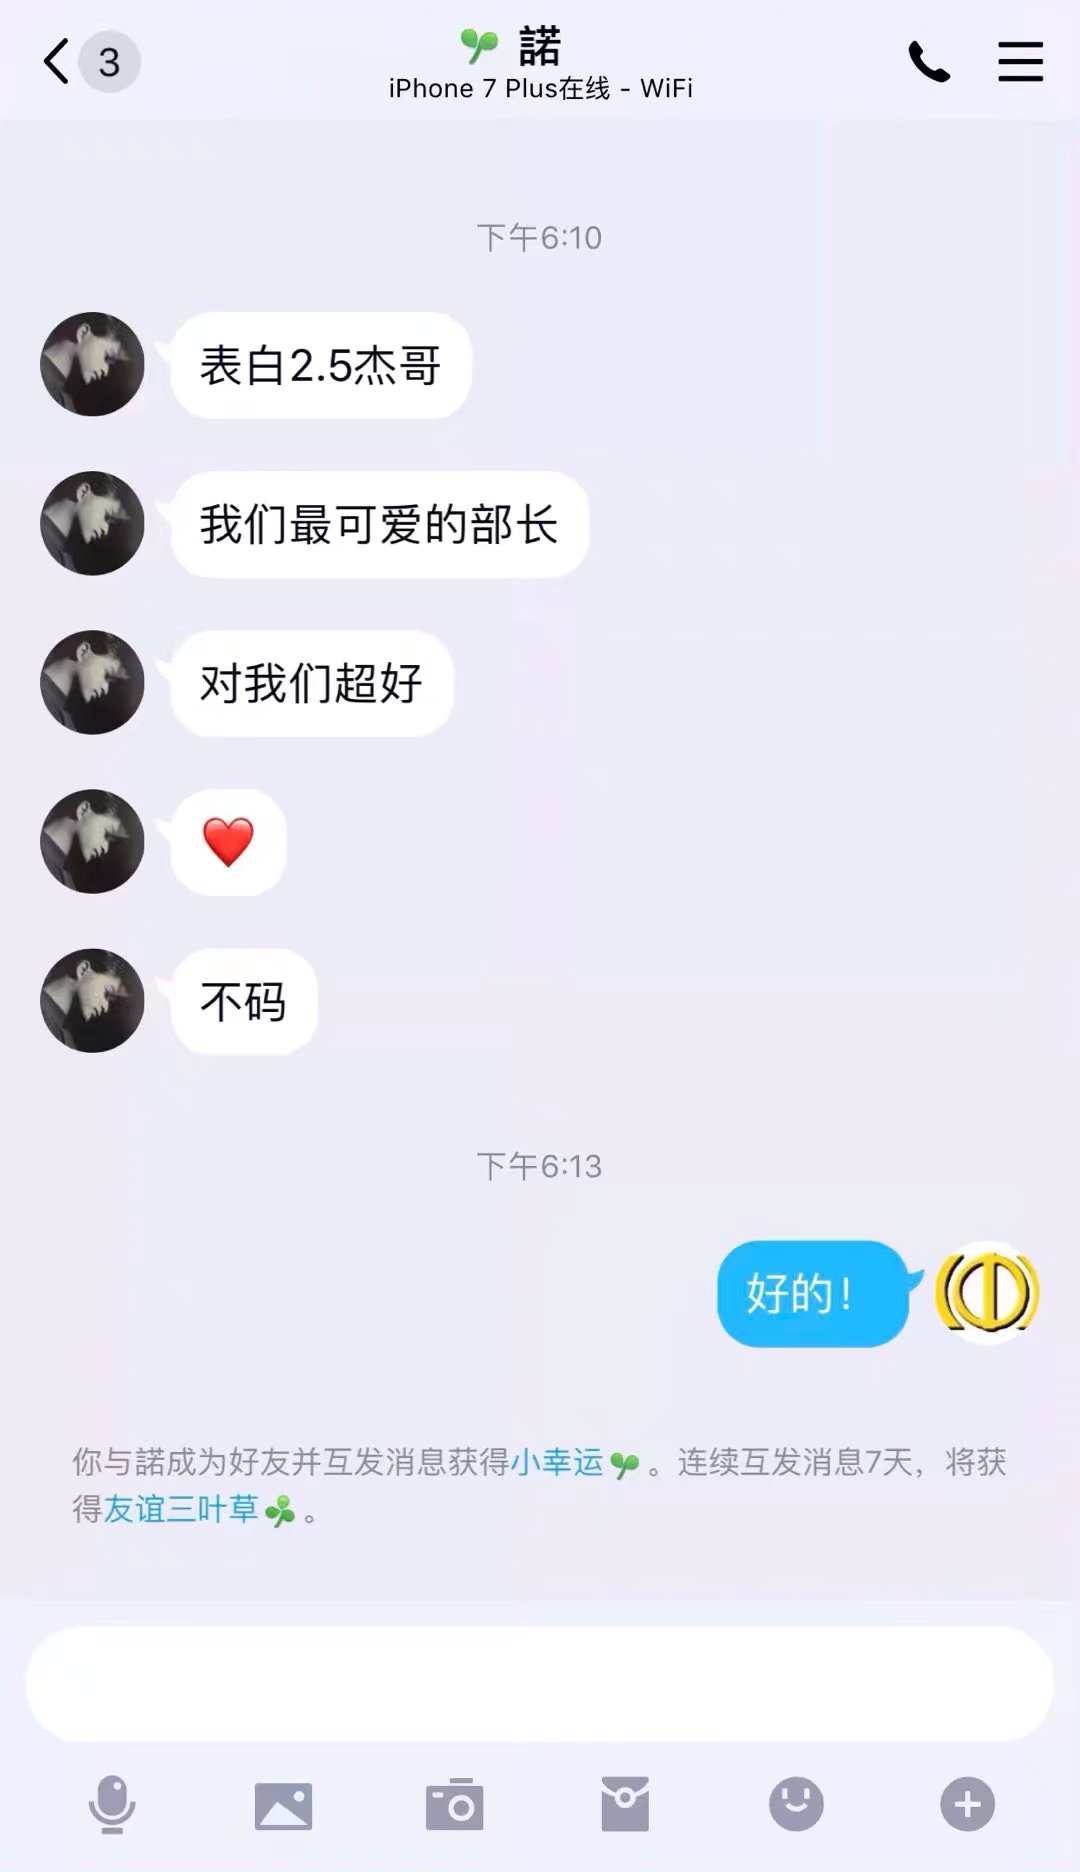 3
諾
iPhone 7 Plus在线 - WiFi
下午6:10
表白2.5杰哥
我们最可爱的部长
对我们超好
不码
下午6:13
好的！
你与諾成为好友并互发消息获得小幸运。连续互发消息7天，将获
得友谊三叶草。